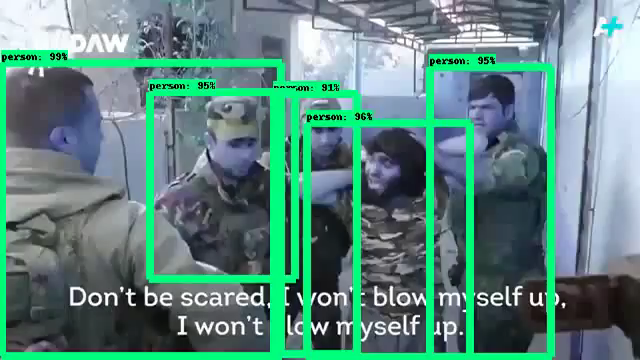 DAW
A+
person: 99%
person: 95%
person: 91%
person: 96%
person: 95%
Don't be scared, I won't blow myself up,
I won't blow myself up.